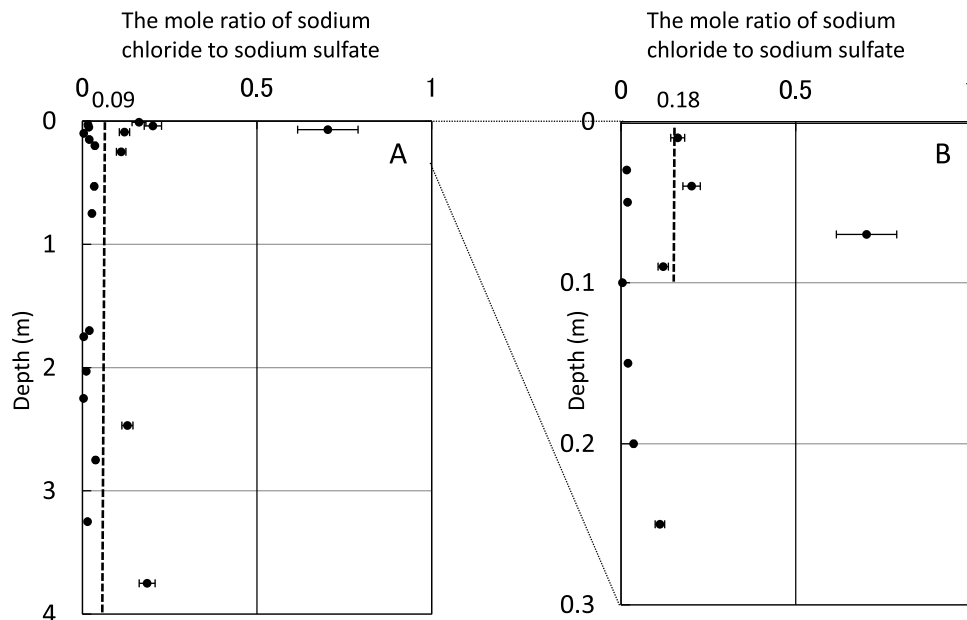 The mole ratio of sodium
chloride to sodium sulfate
0 0.5 1
0.09
0
1
2
3
4
Depth (m)
A
The mole ratio of sodium
chloride to sodium sulfate
0 0.5
0.18
0
0.1
0.2
0.3
Depth (m)
B